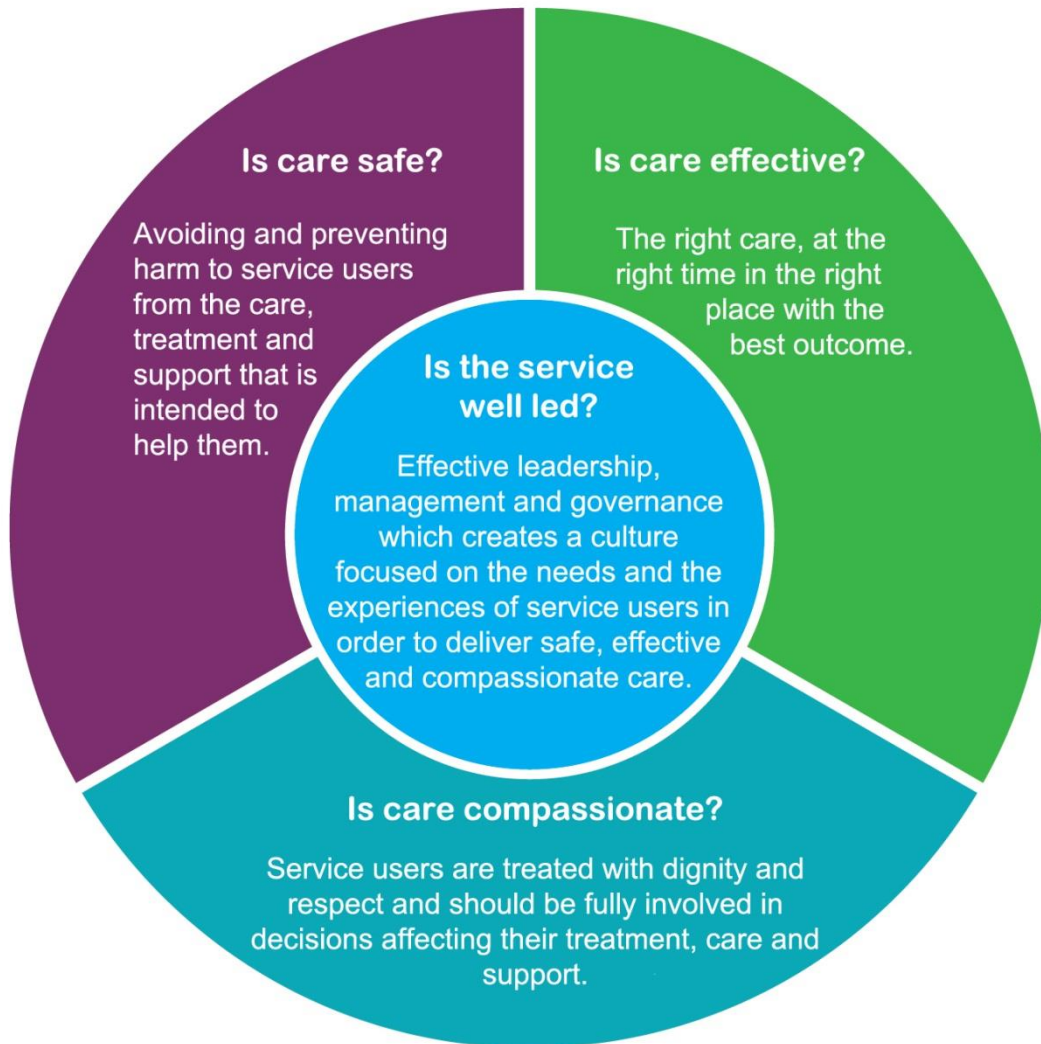 Is care safe?
Avoiding and preventing
harm to service users
from the care,
treatment and
support that is
intended to
help them.
Is care effective?
The right care, at the
right time in the right
place with the
best outcome.
Is the service
well led?
Effective leadership,
management and governance
which creates a culture
focused on the needs and the
experiences of service users in
order to deliver safe, effective
and compassionate care.
Is care compassionate?
Service users are treated with dignity and
respect and should be fully involved in
decisions affecting their treatment, care and
support.